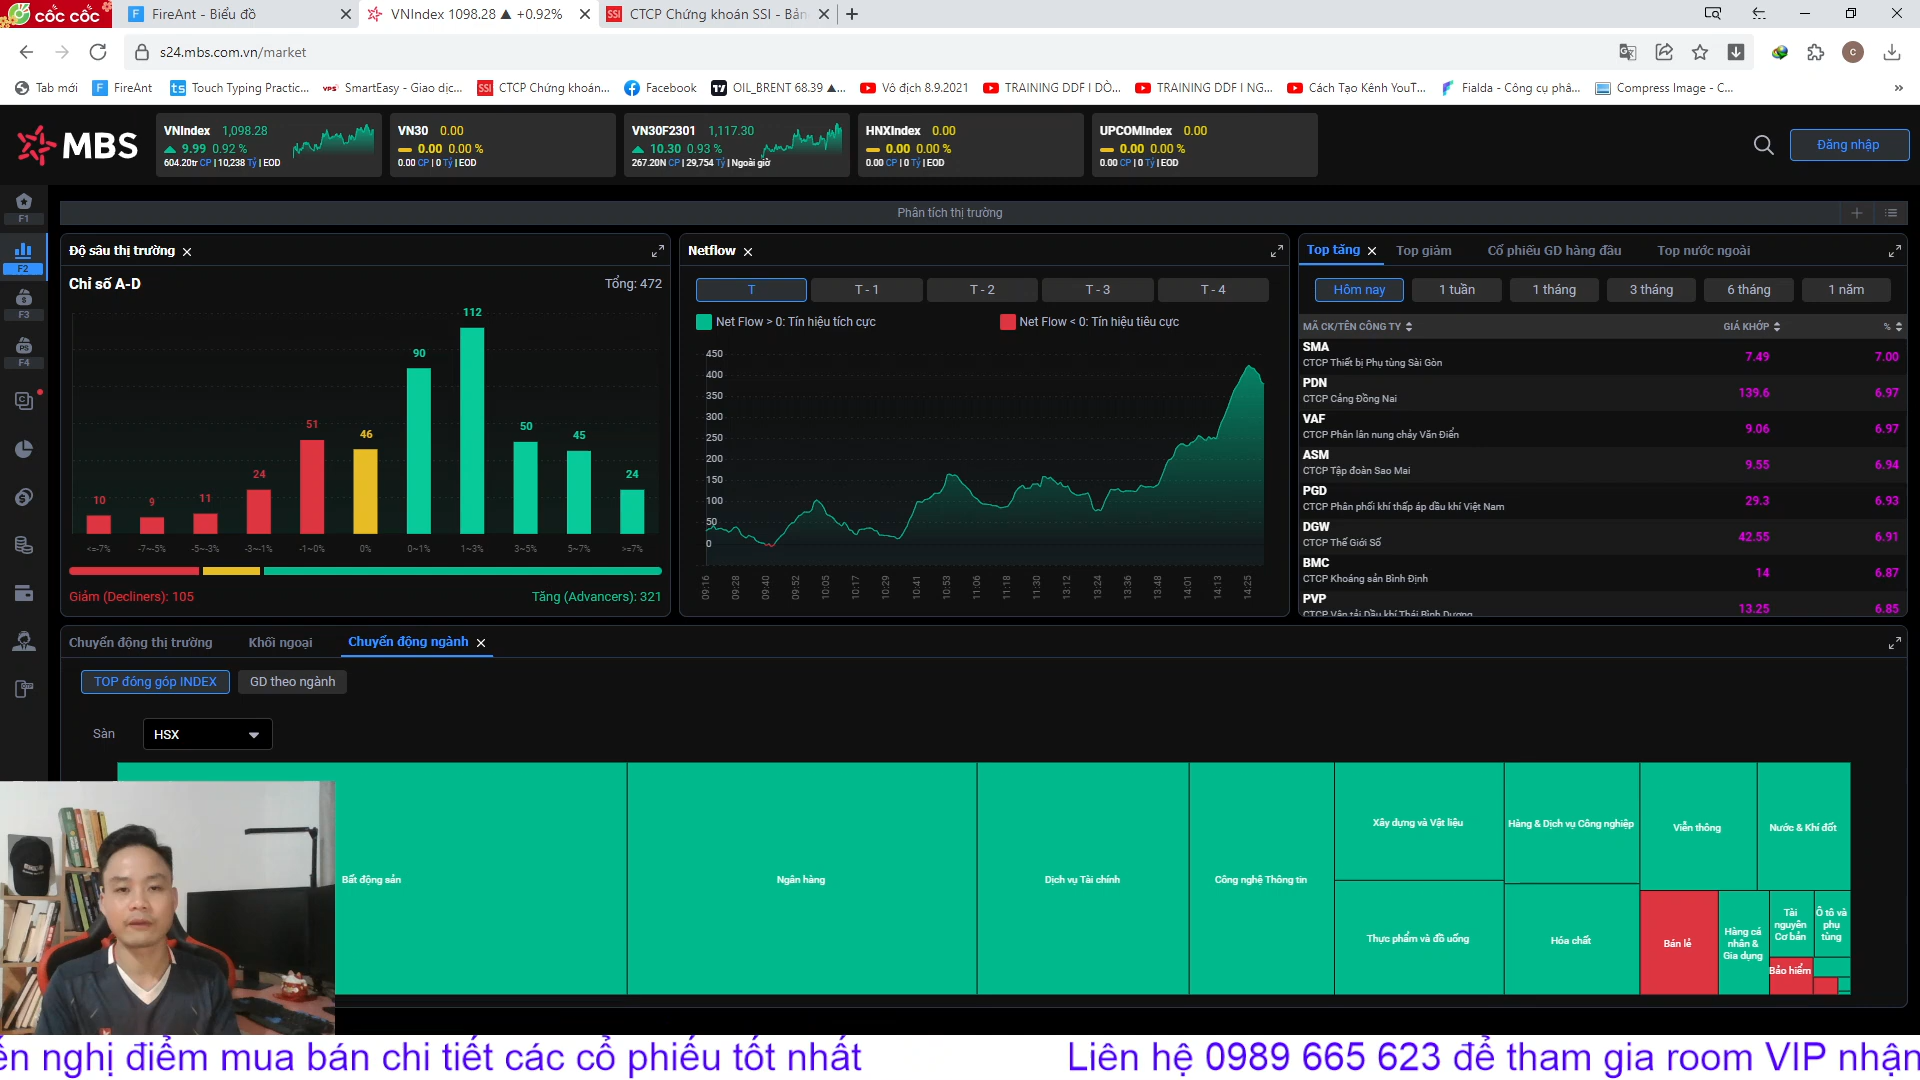 cốc cốc
FireAnt - Biểu đồ
VNIndex 1098.28 ▲ +0.92%
SSI CTCP Chứng khoán SSI - Bản
s24.mbs.com.vn/market
C
Tab mới
FireAnt
ts Touch Typing Practic...
VPS SmartEasy - Giao dịc...
SSI CTCP Chứng khoán...
Facebook
OIL_BRENT 68.39 ▲...
Vô địch 8.9.2021
TRAINING DDF I DÒ...
TRAINING DDF I NG...
Cách Tạo Kênh YouT...
Fialda - Công cụ phâ...
Compress Image - C...
MBS
VNIndex 1,098.28
9.99 0.92 %
604.20tr CP | 10,238 Tỷ | EOD
VN30 0.00
0.00 0.00 %
0.00 CP | 0 Tỷ | EOD
VN30F2301 1,117.30
10.30 0.93 %
267.20N CP | 29,754 Tỷ | Ngoài giờ
HNXIndex 0.00
0.00 0.00 %
0.00 CP | 0 Tỷ | EOD
UPCOMIndex 0.00
0.00 0.00 %
0.00 CP | 0 Tỷ | EOD
Đăng nhập
F1
F2
F3
F4
Phân tích thị trường
Độ sâu thị trường
Chỉ số A-D
Tổng: 472
10 9 11 24 51 46 90 112 50 45 24
<=-7% -7~-5% -5~-3% -3~-1% -1~0% 0% 0~1% 1~3% 3~5% 5~7% >=7%
Giảm (Decliners): 105
Tăng (Advancers): 321
Netflow
T T - 1 T - 2 T - 3 T - 4
Net Flow > 0: Tín hiệu tích cực
Net Flow < 0: Tín hiệu tiêu cực
450
400
350
300
250
200
150
100
50
0
09:16 09:28 09:40 09:52 10:05 10:17 10:29 10:41 10:53 11:06 11:18 11:30 13:12 13:24 13:36 13:48 14:01 14:13 14:25
Top tăng
Top giảm
Cổ phiếu GD hàng đầu
Top nước ngoài
Hôm nay 1 tuần 1 tháng 3 tháng 6 tháng 1 năm
MÃ CK/TÊN CÔNG TY GIÁ KHỚP %
SMA
CTCP Thiết bị Phụ tùng Sài Gòn
7.49 7.00
PDN
CTCP Cảng Đồng Nai
139.6 6.97
VAF
CTCP Phân lân nung chảy Văn Điển
9.06 6.97
ASM
CTCP Tập đoàn Sao Mai
9.55 6.94
PGD
CTCP Phân phối khí thấp áp dầu khí Việt Nam
29.3 6.93
DGW
CTCP Thế Giới Số
42.55 6.91
BMC
CTCP Khoáng sản Bình Định
14 6.87
PVP
CTCP Vận tải Dầu khí Thái Bình Dương
13.25 6.85
Chuyển động thị trường
Khối ngoại
Chuyển động ngành
TOP đóng góp INDEX
GD theo ngành
Sàn
HSX
Bất động sản
Ngân hàng
Dịch vụ Tài chính
Công nghệ Thông tin
Xây dựng và Vật liệu
Thực phẩm và đồ uống
Hàng & Dịch vụ Công nghiệp
Hóa chất
Viễn thông
Nước & Khí đốt
Bán lẻ
Hàng cá nhân & Gia dụng
Tài nguyên Cơ bản
Ô tô và phụ tùng
Bảo hiểm
ến nghị điểm mua bán chi tiết các cổ phiếu tốt nhất
Liên hệ 0989 665 623 để tham gia room VIP nhận